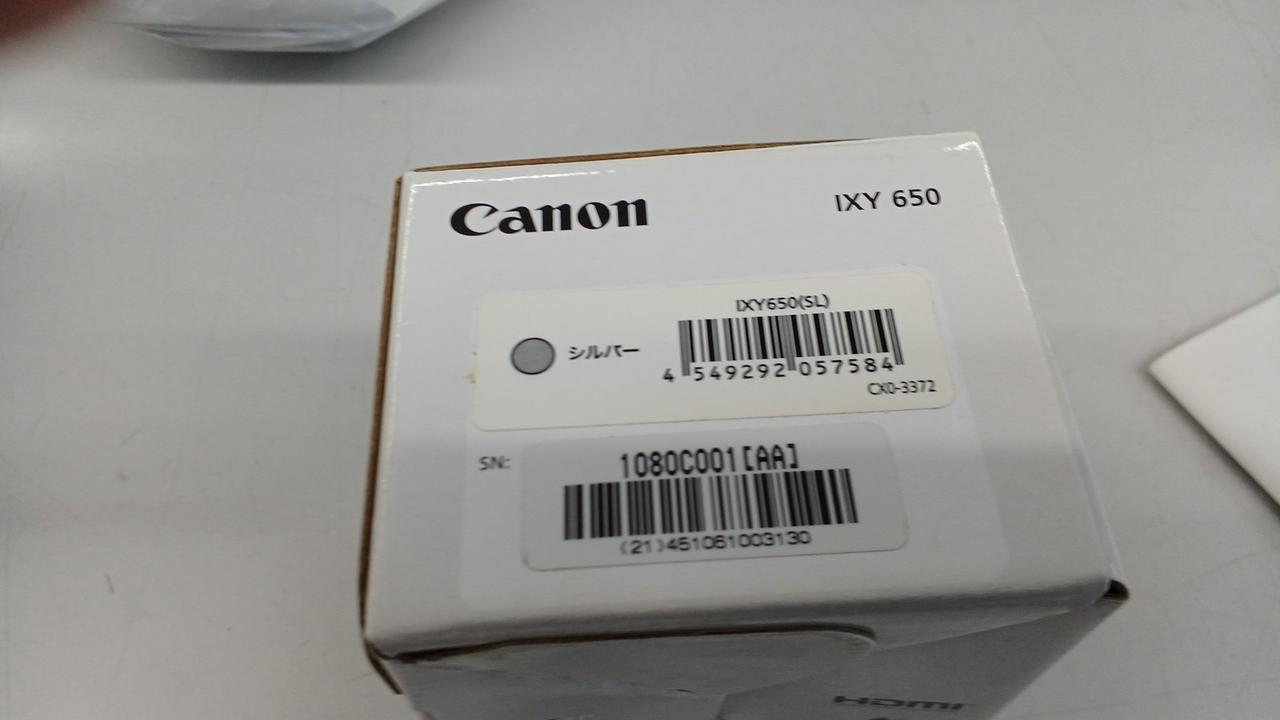 Canon
IXY 650
IXY650(SL)
シルバー
4 549292 057584
CX0-3372
SN:
1080C001[AA]
(21)451061003130
HDMI